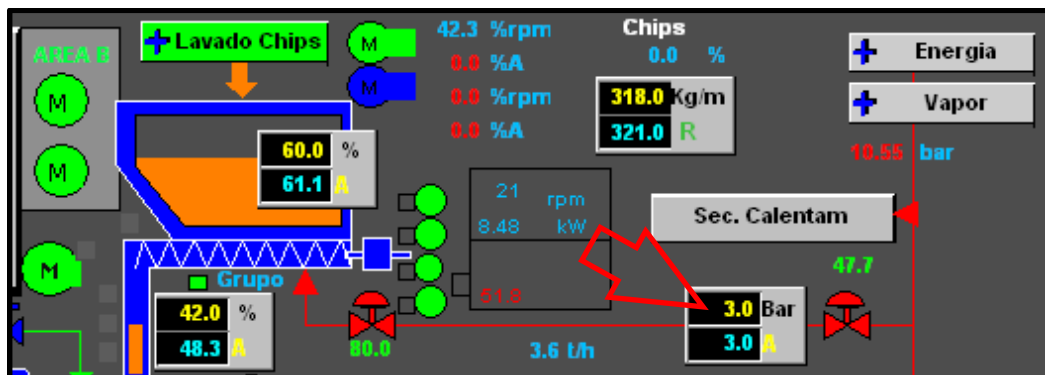 AREA B
Lavado Chips
M
M
M
M
M
42.3 %rpm
0.0 %A
0.0 %rpm
0.0 %A
Chips
0.0 %
318.0 Kg/m
321.0 R
Energia
Vapor
10.55 bar
60.0 %
61.1 A
21 rpm
8.48 kW
51.8
Sec. Calentam
47.7
Grupo
42.0 %
48.3 A
80.0
3.6 t/h
3.0 Bar
3.0 A